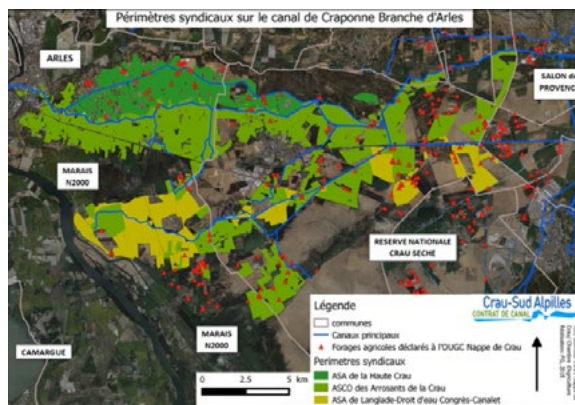 Périmètres syndicaux sur le canal de Craponne Branche d'Arles
ARLES
SALON de
PROVENCE
MARAIS
N2000
RESERVE NATIONALE
CRAU SECHE
MARAIS
N2000
CAMARGUE
Légende
communes
Canaux principaux
Forages agricoles déclarés à l'OUGC Nappe de Crau
Périmetres syndicaux
ASA de la Haute Crau
ASCO des Arrosants de la Crau
ASA de Langlade-Droit d'eau Congrès-Canalet
Crau-Sud Alpilles
CONTRAT DE CANAL
0 2.5 5 km